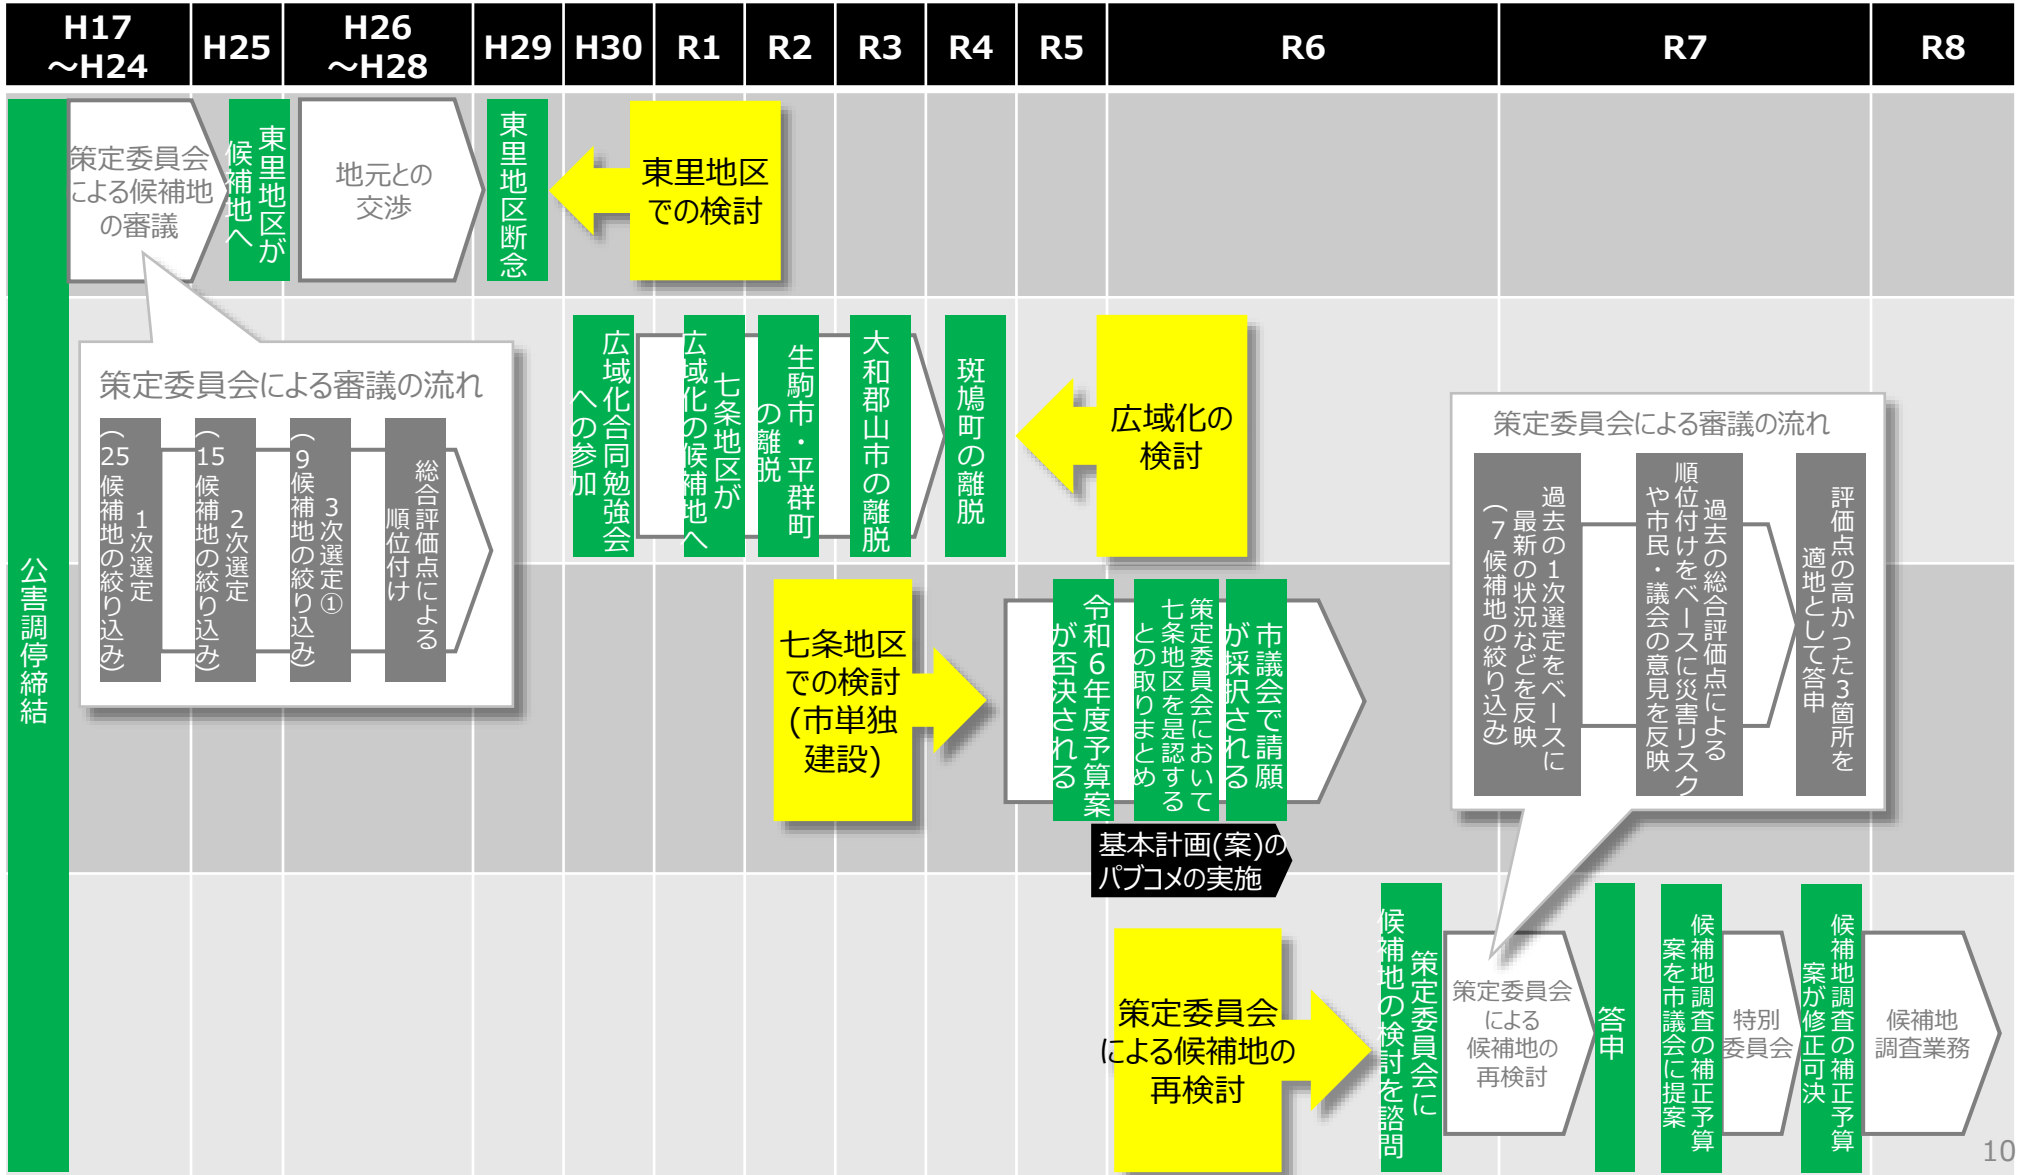 H17
～H24
H25
H26
～H28
H29
H30
R1
R2
R3
R4
R5
R6
R7
R8
公害調停締結
策定委員会
による候補地
の審議
東里地区が
候補地へ
地元との
交渉
東里地区断念
東里地区
での検討
策定委員会による審議の流れ
１次選定
（25候補地の絞り込み）
２次選定
（15候補地の絞り込み）
３次選定①
（９候補地の絞り込み）
総合評価点による
順位付け
広域化合同勉強会
への参加
七条地区が
広域化の候補地へ
生駒市・平群町
の離脱
大和郡山市の離脱
斑鳩町の離脱
広域化の
検討
七条地区
での検討
(市単独
建設)
令和６年度予算案
が否決される
策定委員会において
七条地区を是認する
との取りまとめ
市議会で請願
が採択される
基本計画(案)の
パブコメの実施
策定委員会による審議の流れ
過去の１次選定をベースに
最新の状況などを反映
（７候補地の絞り込み）
過去の総合評価点による
順位付けをベースに災害リスク
や市民・議会の意見を反映
評価点の高かった３箇所を
適地として答申
策定委員会
による候補地の
再検討
策定委員会に
候補地の検討を諮問
策定委員会
による
候補地の
再検討
答申
候補地調査の補正予算
案を市議会に提案
特別
委員会
候補地調査の補正予算
案が修正可決
候補地
調査業務
10